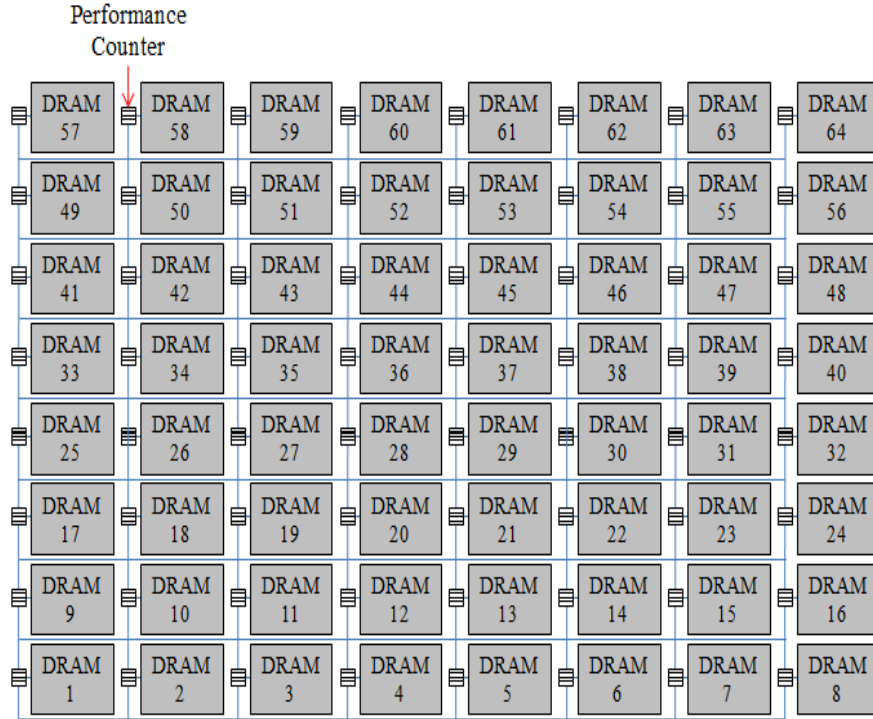 Performance
Counter
DRAM DRAM DRAM DRAM DRAM DRAM DRAM DRAM
57 58 59 60 61 62 63 64
DRAM DRAM DRAM DRAM DRAM DRAM DRAM DRAM
49 50 51 52 53 54 55 56
DRAM DRAM DRAM DRAM DRAM DRAM DRAM DRAM
41 42 43 44 45 46 47 48
DRAM DRAM DRAM DRAM DRAM DRAM DRAM DRAM
33 34 35 36 37 38 39 40
DRAM DRAM DRAM DRAM DRAM DRAM DRAM DRAM
25 26 27 28 29 30 31 32
DRAM DRAM DRAM DRAM DRAM DRAM DRAM DRAM
17 18 19 20 21 22 23 24
DRAM DRAM DRAM DRAM DRAM DRAM DRAM DRAM
9 10 11 12 13 14 15 16
DRAM DRAM DRAM DRAM DRAM DRAM DRAM DRAM
1 2 3 4 5 6 7 8